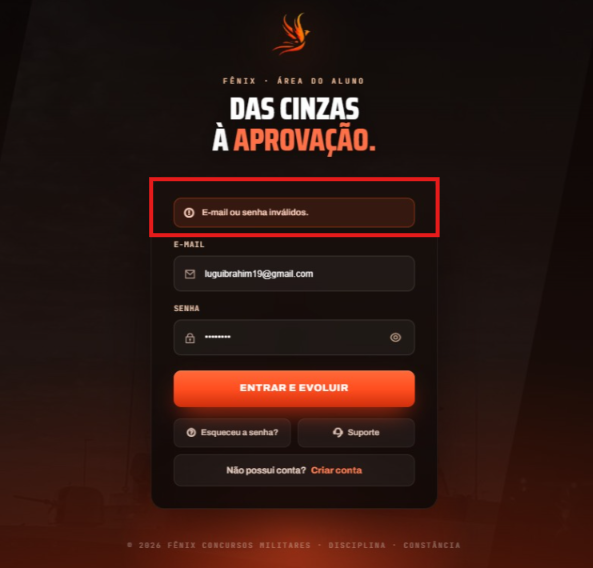 FÊNIX · ÁREA DO ALUNO
DAS CINZAS
À APROVAÇÃO.
E-mail ou senha inválidos.
E-MAIL
luguibrahim19@gmail.com
SENHA
••••••••
ENTRAR E EVOLUIR
Esqueceu a senha?
Suporte
Não possui conta? Criar conta
© 2026 FÊNIX CONCURSOS MILITARES · DISCIPLINA · CONSTÂNCIA